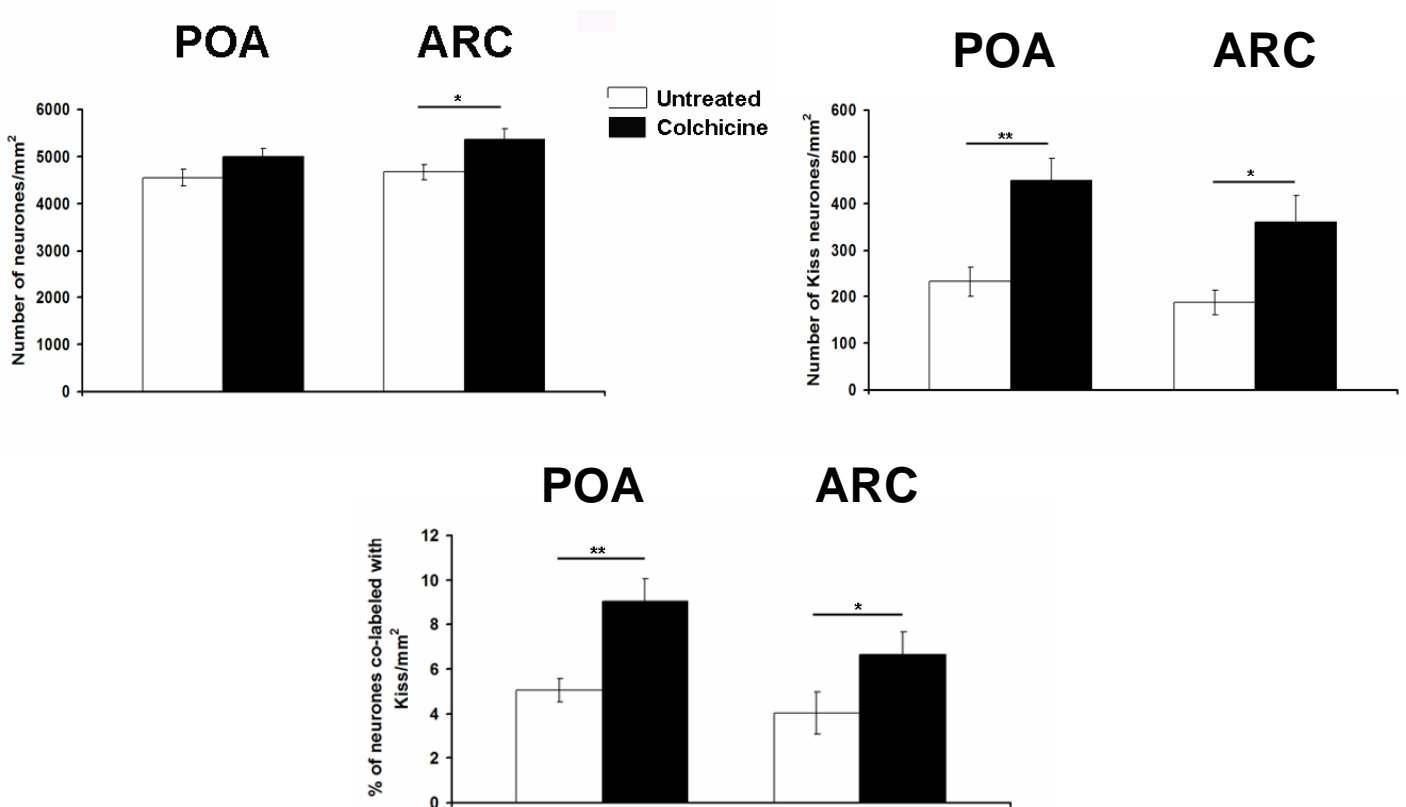 POA ARC
Number of neurones/mm²
6000
5000
4000
3000
2000
1000
0
*
Untreated
Colchicine
POA ARC
Number of Kiss neurones/mm²
600
500
400
300
200
100
0
**
*
POA ARC
% of neurones co-labeled with
Kiss/mm²
12
10
8
6
4
2
0
**
*